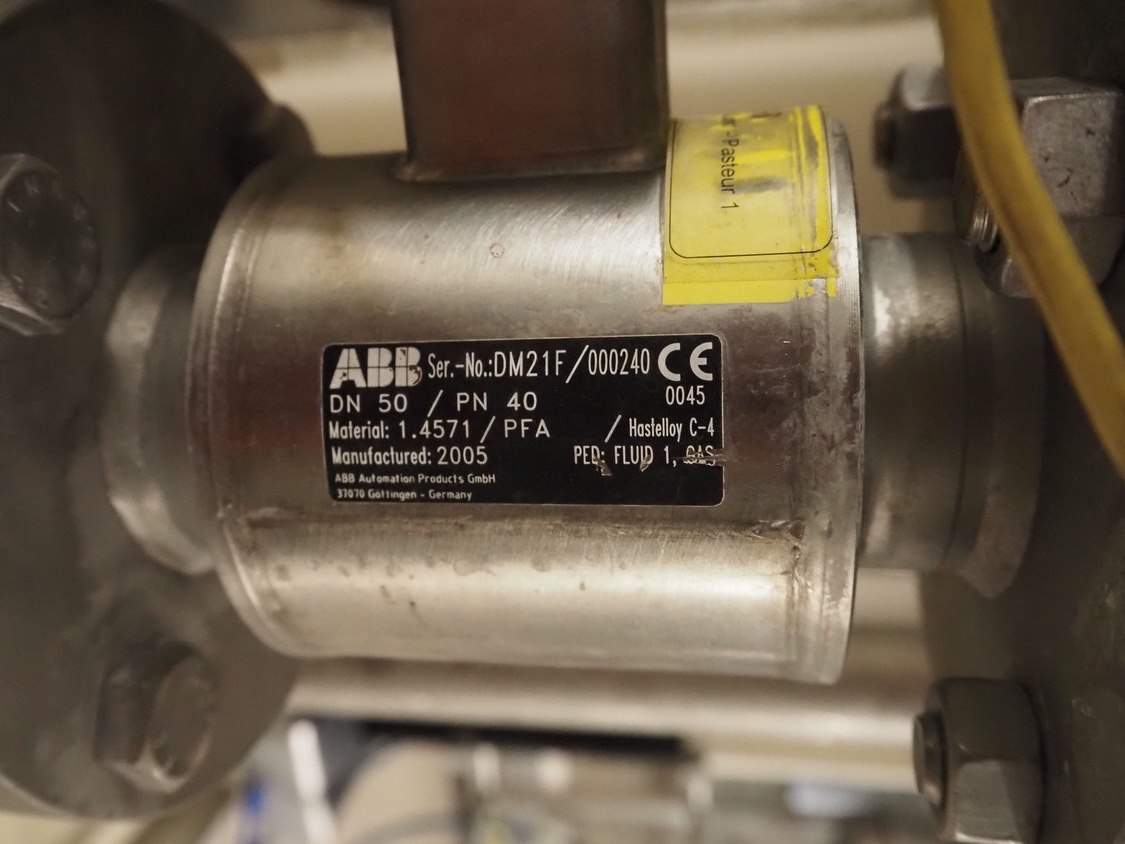 - Pasteur 1
ABB Ser.-No.:DM21F/000240 CE
0045
DN 50 / PN 40
Material: 1.4571 / PFA / Hastelloy C-4
Manufactured: 2005 PED: FLUID 1, GAS
ABB Automation Products GmbH
37070 Göttingen - Germany